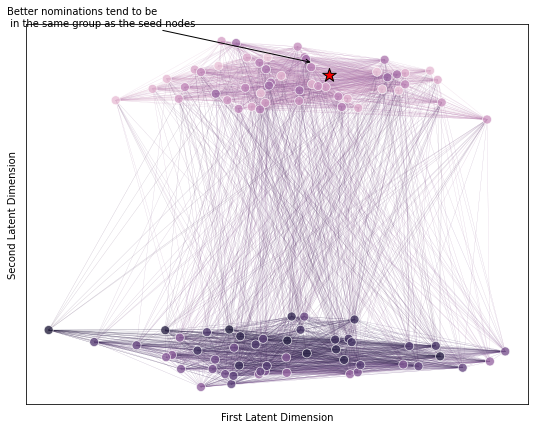 Better nominations tend to be
in the same group as the seed nodes
Second Latent Dimension
First Latent Dimension